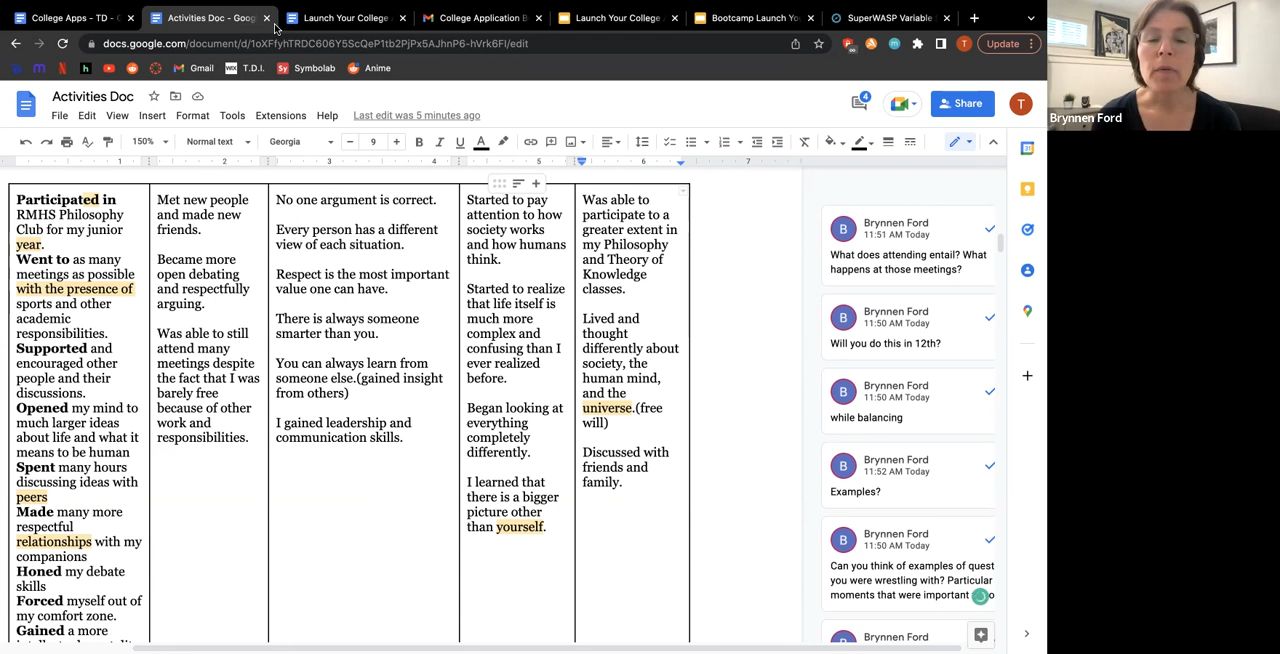 College Apps - TD - G
Activities Doc - Goog
Launch Your College
College Application B
Launch Your College
Bootcamp Launch Yo
SuperWASP Variable
docs.google.com/document/d/1oXFfyhTRDC606Y5ScQeP1tb2PjPx5AJhnP6-hVrk6FI/edit
T
Update
Gmail
WIX T.D.I.
Sy Symbolab
Anime
Activities Doc
File Edit View Insert Format Tools Extensions Help Last edit was 5 minutes ago
4
Share
T
150%
Normal text
Georgia
9
B I U A
1 2 3 4 5 6 7
Participated in
RMHS Philosophy
Club for my junior
year.
Went to as many
meetings as possible
with the presence of
sports and other
academic
responsibilities.
Supported and
encouraged other
people and their
discussions.
Opened my mind to
much larger ideas
about life and what it
means to be human
Spent many hours
discussing ideas with
peers
Made many more
respectful
relationships with my
companions
Honed my debate
skills
Forced myself out of
my comfort zone.
Gained a more
Met new people
and made new
friends.
Became more
open debating
and respectfully
arguing.
Was able to still
attend many
meetings despite
the fact that I was
barely free
because of other
work and
responsibilities.
No one argument is correct.
Every person has a different
view of each situation.
Respect is the most important
value one can have.
There is always someone
smarter than you.
You can always learn from
someone else.(gained insight
from others)
I gained leadership and
communication skills.
Started to pay
attention to how
society works
and how humans
think.
Started to realize
that life itself is
much more
complex and
confusing than I
ever realized
before.
Began looking at
everything
completely
differently.
I learned that
there is a bigger
picture other
than yourself.
Was able to
participate to a
greater extent in
my Philosophy
and Theory of
Knowledge
classes.
Lived and
thought
differently about
society, the
human mind,
and the
universe.(free
will)
Discussed with
friends and
family.
B
Brynnen Ford
11:51 AM Today
What does attending entail? What
happens at those meetings?
B
Brynnen Ford
11:50 AM Today
Will you do this in 12th?
B
Brynnen Ford
11:50 AM Today
while balancing
B
Brynnen Ford
11:52 AM Today
Examples?
B
Brynnen Ford
11:50 AM Today
Can you think of examples of quest
you were wrestling with? Particular
moments that were important
B
Brynnen Ford
Brynnen Ford